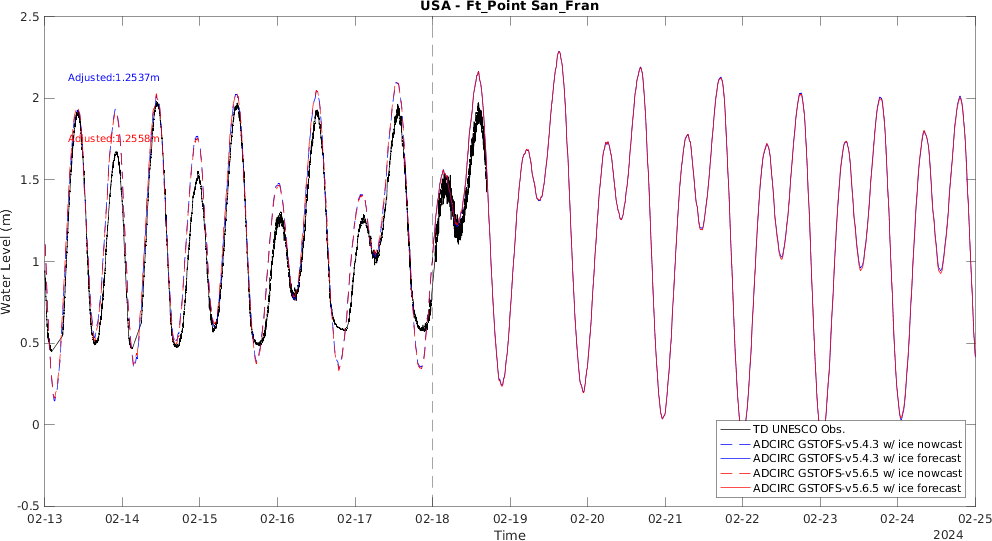 USA - Ft_Point San_Fran
2.5
Adjusted:1.2537m
2
Adjusted:1.2558m
1.5
Water Level (m)
1
0.5
0
TD UNESCO Obs.
ADCIRC GSTOFS-v5.4.3 w/ ice nowcast
ADCIRC GSTOFS-v5.4.3 w/ ice forecast
ADCIRC GSTOFS-v5.6.5 w/ ice nowcast
ADCIRC GSTOFS-v5.6.5 w/ ice forecast
-0.5
02-13 02-14 02-15 02-16 02-17 02-18 02-19 02-20 02-21 02-22 02-23 02-24 02-25
Time
2024